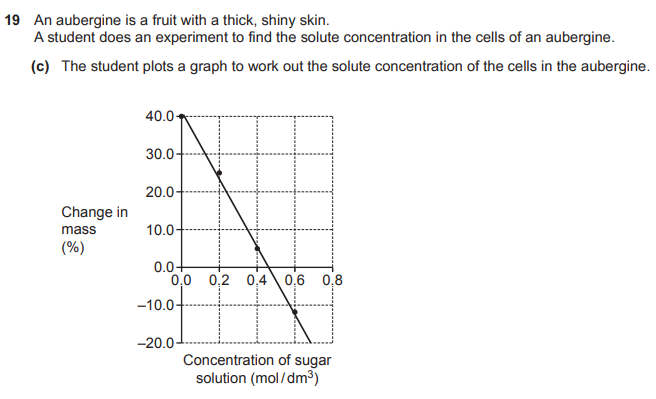 19 An aubergine is a fruit with a thick, shiny skin.
A student does an experiment to find the solute concentration in the cells of an aubergine.
(c) The student plots a graph to work out the solute concentration of the cells in the aubergine.
40.0
30.0
20.0
Change in
mass
(%)
10.0
0.0
0.0 0.2 0.4 0.6 0.8
–10.0
–20.0
Concentration of sugar
solution (mol/dm³)